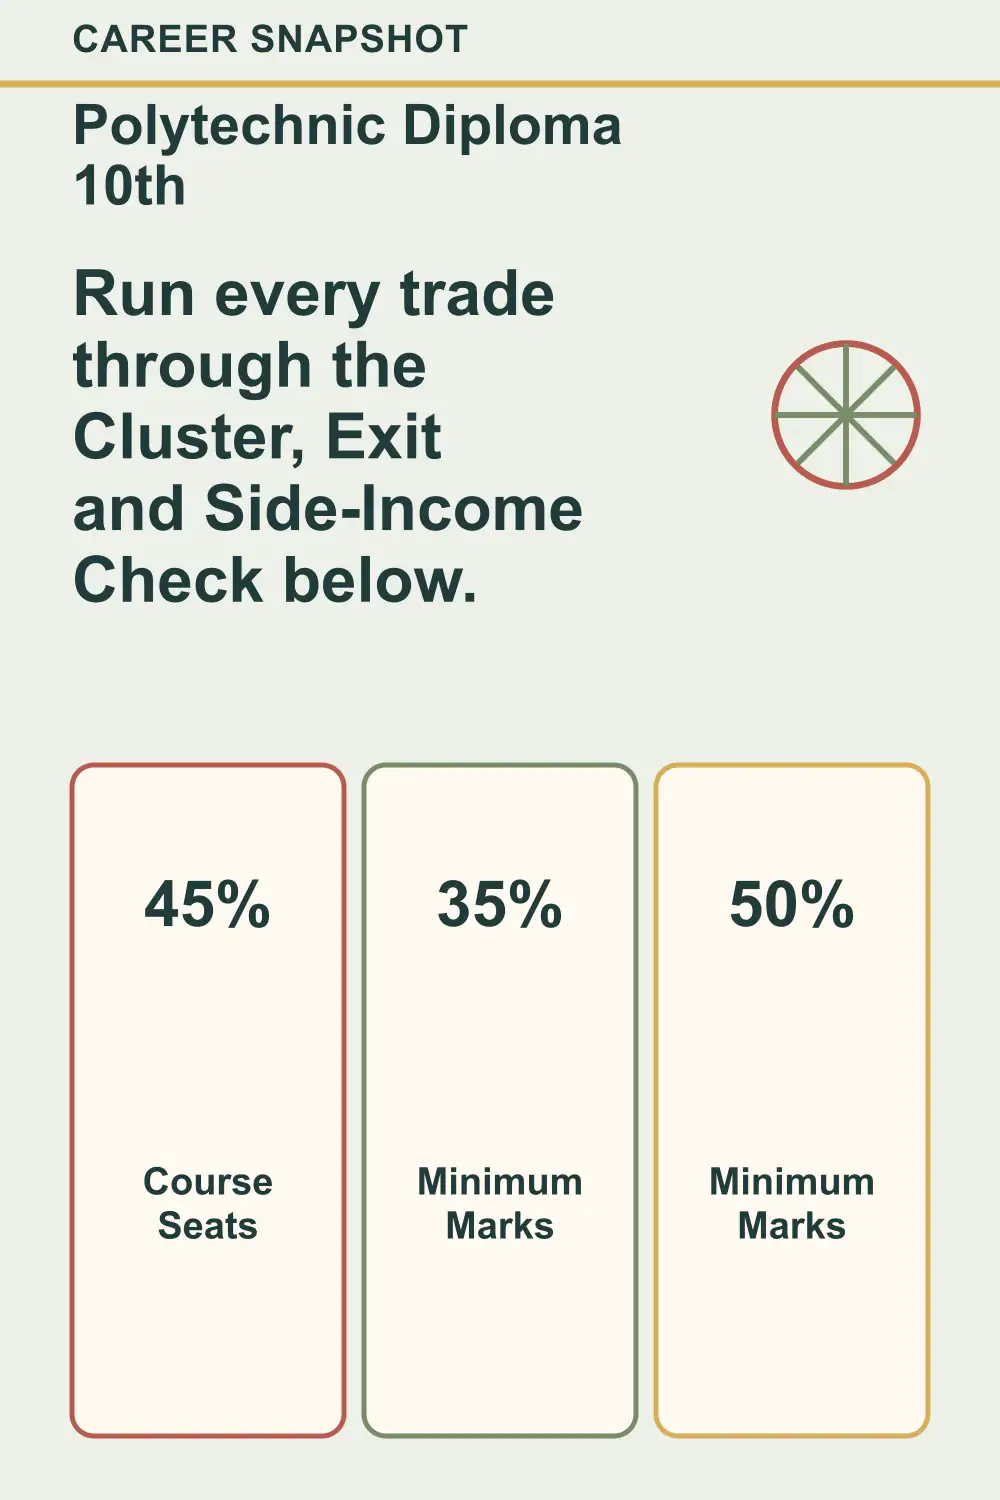 CAREER SNAPSHOT
Polytechnic Diploma
10th
Run every trade
through the
Cluster, Exit
and Side-Income
Check below.
45%
Course
Seats
35%
Minimum
Marks
50%
Minimum
Marks